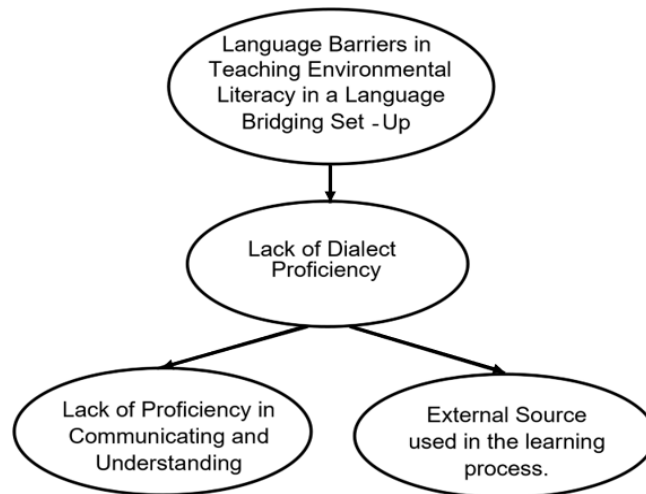 Language Barriers in
Teaching Environmental
Literacy in a Language
Bridging Set - Up
Lack of Dialect
Proficiency
Lack of Proficiency in
Communicating and
Understanding
External Source
used in the learning
process.